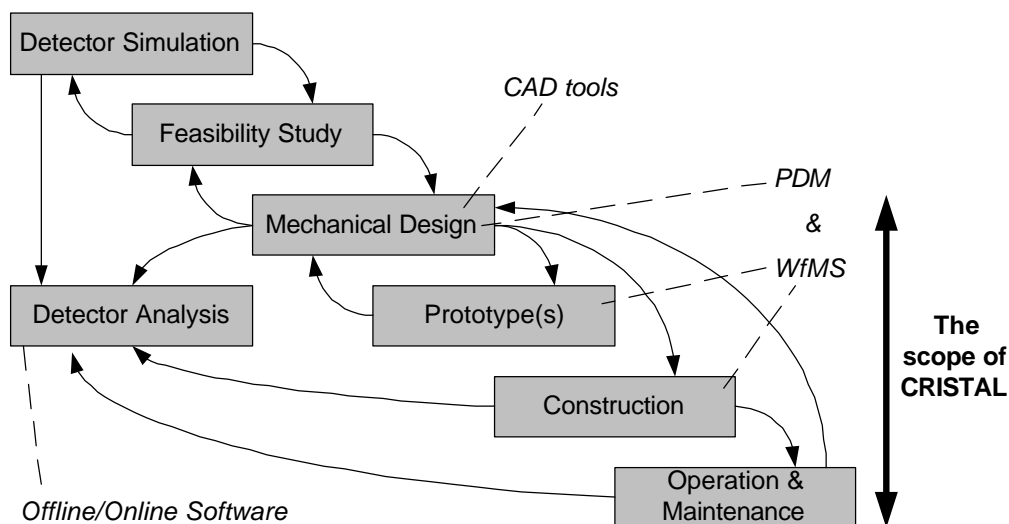 Detector Simulation
CAD tools
Feasibility Study
PDM
Mechanical Design
&
WfMS
Detector Analysis
Prototype(s)
The
scope of
CRISTAL
Construction
Operation &
Maintenance
Offline/Online Software